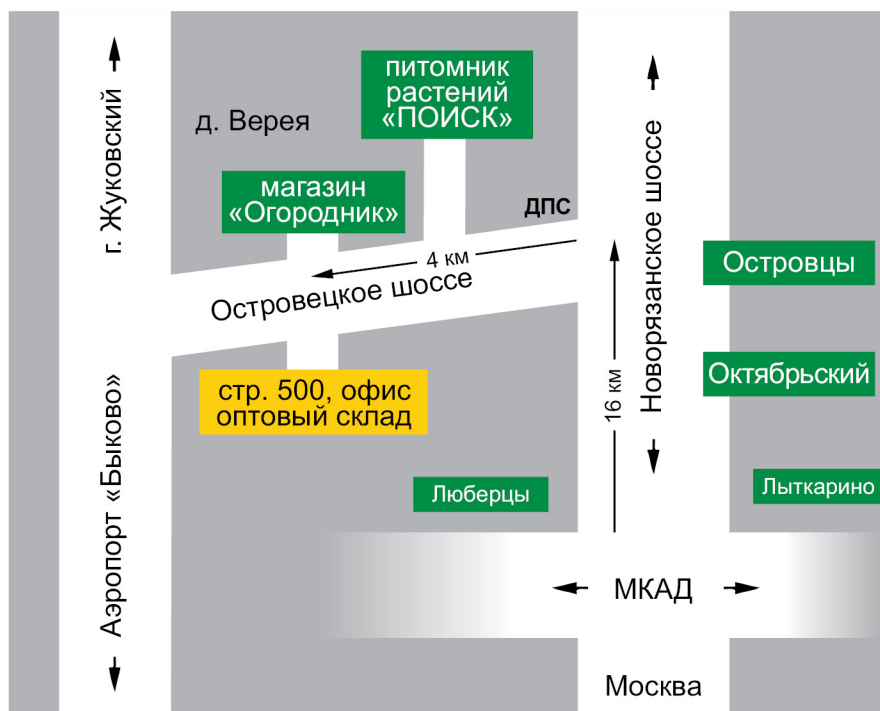 питомник
растений
«ПОИСК»
д. Верея
магазин
«Огородник»
ДПС
г. Жуковский
Новорязанское шоссе
4 км
Островецкое шоссе
Островцы
16 км
Октябрьский
стр. 500, офис
оптовый склад
Аэропорт «Быково»
Люберцы
Лыткарино
МКАД
Москва